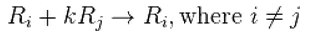 R_i + kR_j → R_i, where i ≠ j